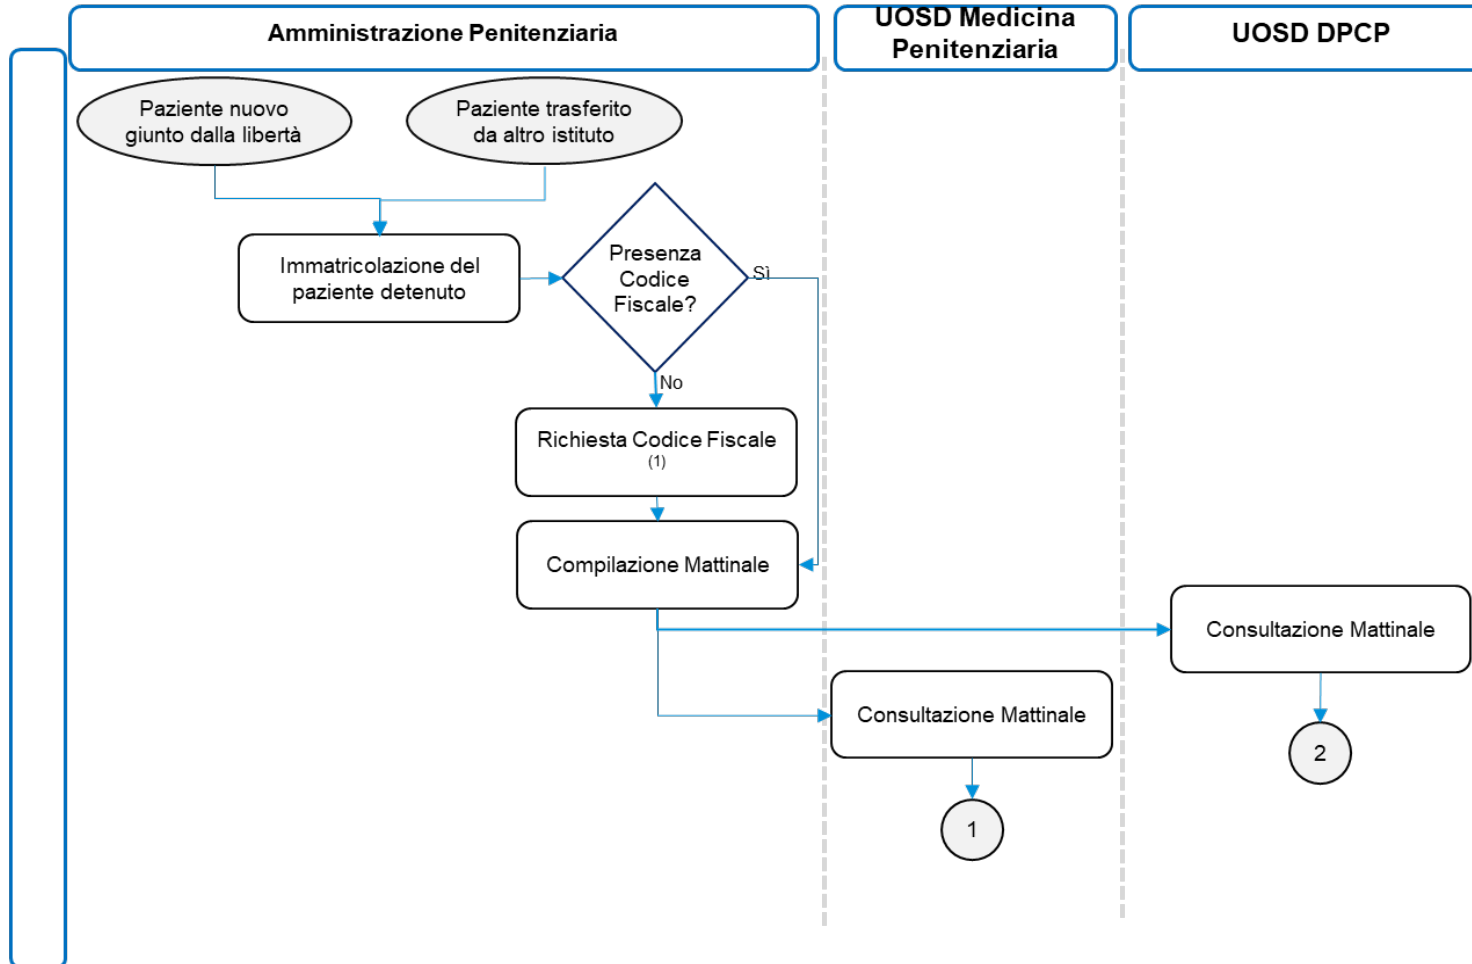 Amministrazione Penitenziaria
UOSD Medicina
Penitenziaria
UOSD DPCP
Paziente nuovo
giunto dalla libertà
Paziente trasferito
da altro istituto
Immatricolazione del
paziente detenuto
Presenza
Codice
Fiscale?
Sì
No
Richiesta Codice Fiscale
(1)
Compilazione Mattinale
Consultazione Mattinale
Consultazione Mattinale
2
1